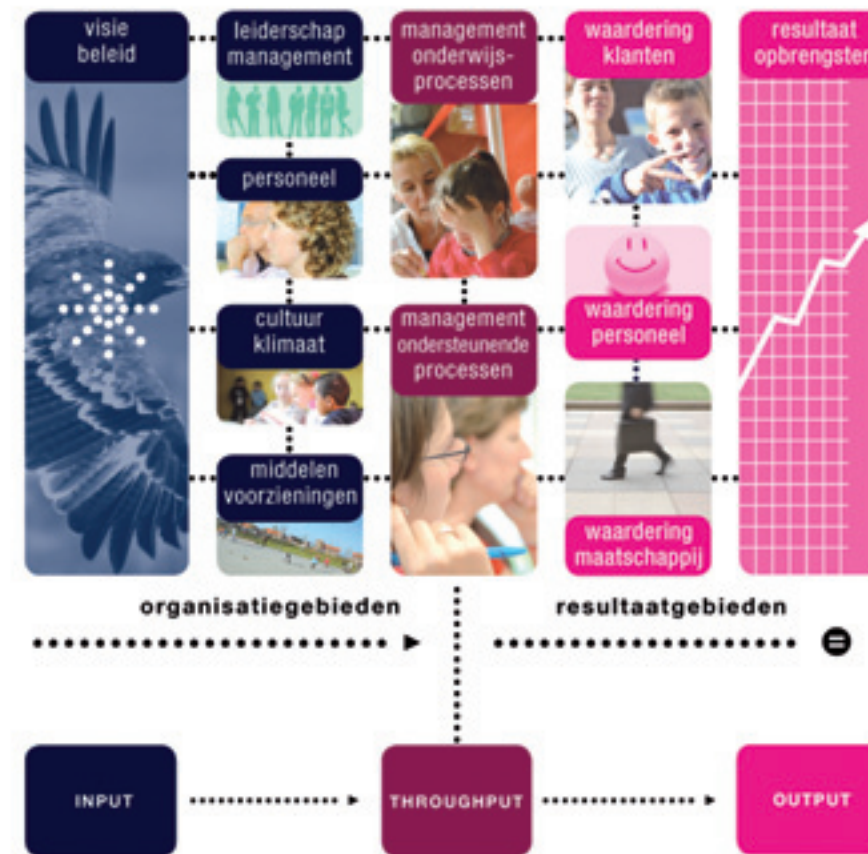 visie
beleid
leiderschap
management
management
onderwijs-
processen
waardering
klanten
resultaat
opbrengsten
personeel
cultuur
klimaat
management
ondersteunende
processen
waardering
personeel
middelen
voorzieningen
waardering
maatschappij
organisatiegebieden
resultaatgebieden
INPUT
THROUGHPUT
OUTPUT